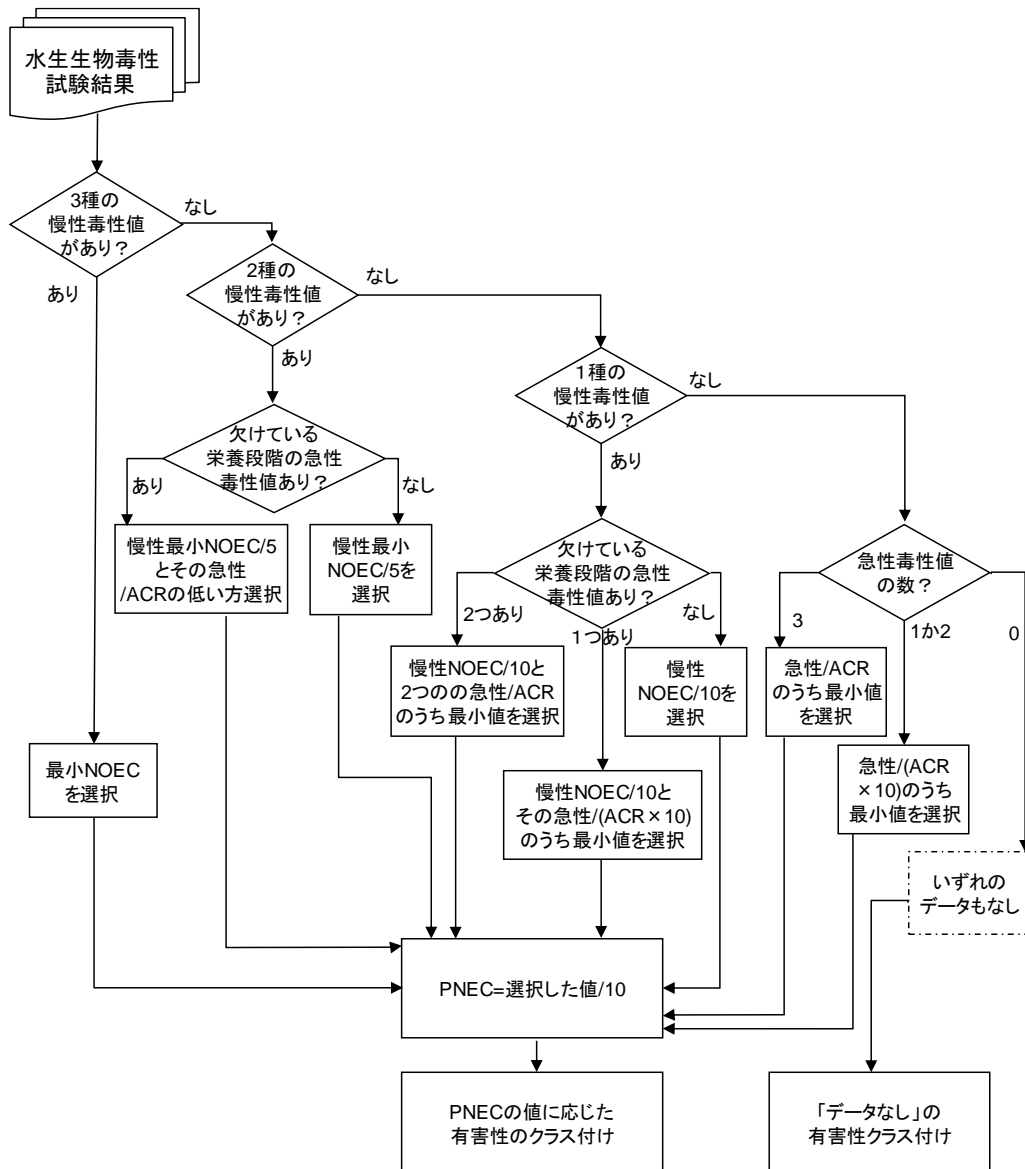 水生生物毒性
試験結果
3種の
慢性毒性値
があり？
なし
あり
2種の
慢性毒性値
があり？
なし
あり
1種の
慢性毒性値
があり？
なし
あり
欠けている
栄養段階の急性
毒性値あり？
あり
なし
慢性最小NOEC/5
とその急性
/ACRの低い方選択
慢性最小
NOEC/5を
選択
欠けている
栄養段階の急性
毒性値あり？
2つあり
1つあり
なし
急性毒性値
の数？
3
1か2
0
慢性NOEC/10と
2つのの急性/ACR
のうち最小値を選択
慢性
NOEC/10を
選択
急性/ACR
のうち最小値
を選択
最小NOEC
を選択
慢性NOEC/10と
その急性/(ACR×10)
のうち最小値を選択
急性/(ACR
×10)のうち
最小値を選択
いずれの
データもなし
PNEC=選択した値/10
PNECの値に応じた
有害性のクラス付け
「データなし」の
有害性クラス付け